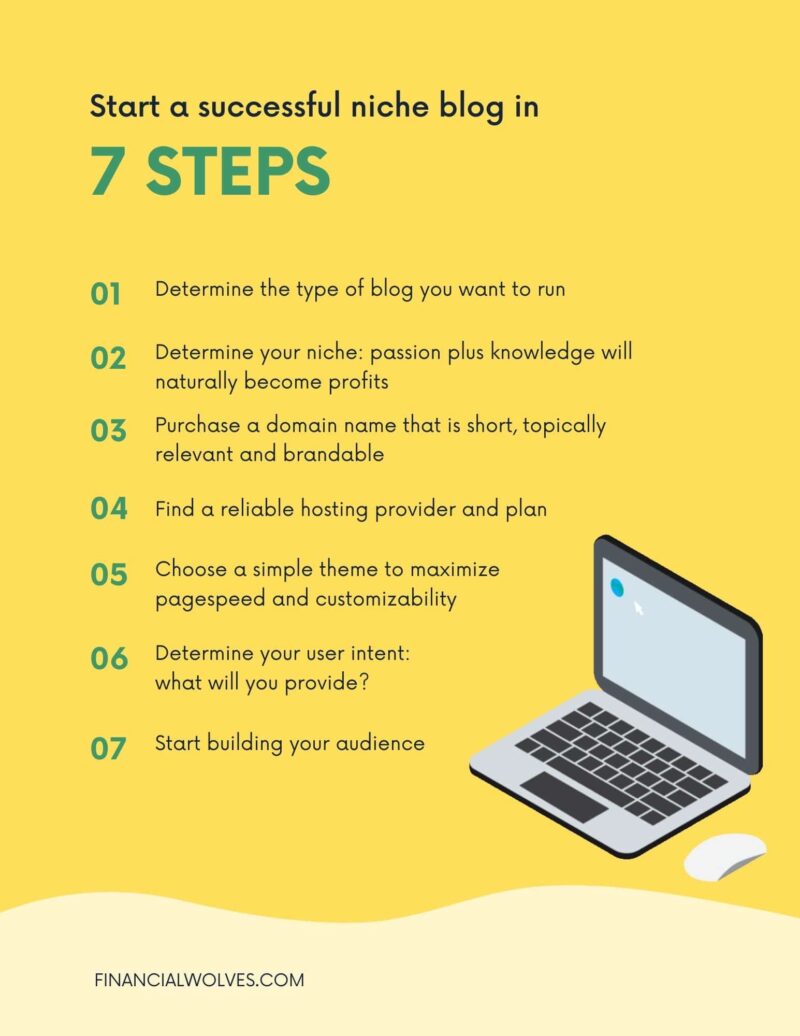 Start a successful niche blog in
7 STEPS
01 Determine the type of blog you want to run
02 Determine your niche: passion plus knowledge will
naturally become profits
03 Purchase a domain name that is short, topically
relevant and brandable
04 Find a reliable hosting provider and plan
05 Choose a simple theme to maximize
pagespeed and customizability
06 Determine your user intent:
what will you provide?
07 Start building your audience
FINANCIALWOLVES.COM